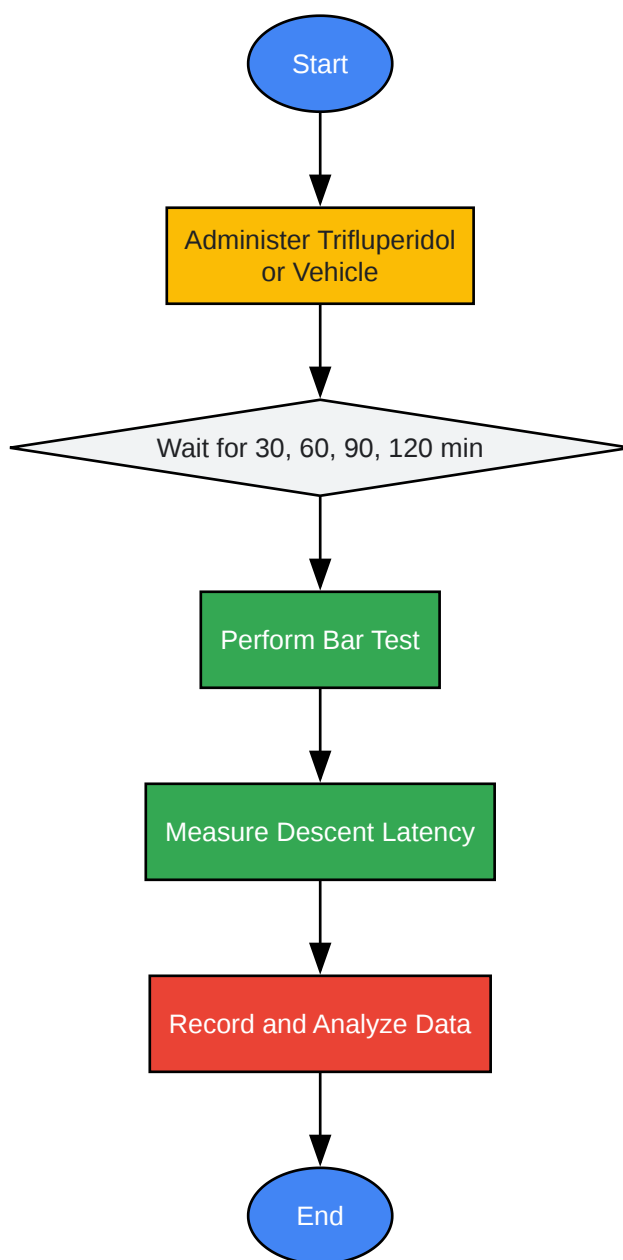 Start
Administer Trifluperidol
or Vehicle
Wait for 30, 60, 90, 120 min
Perform Bar Test
Measure Descent Latency
Record and Analyze Data
End